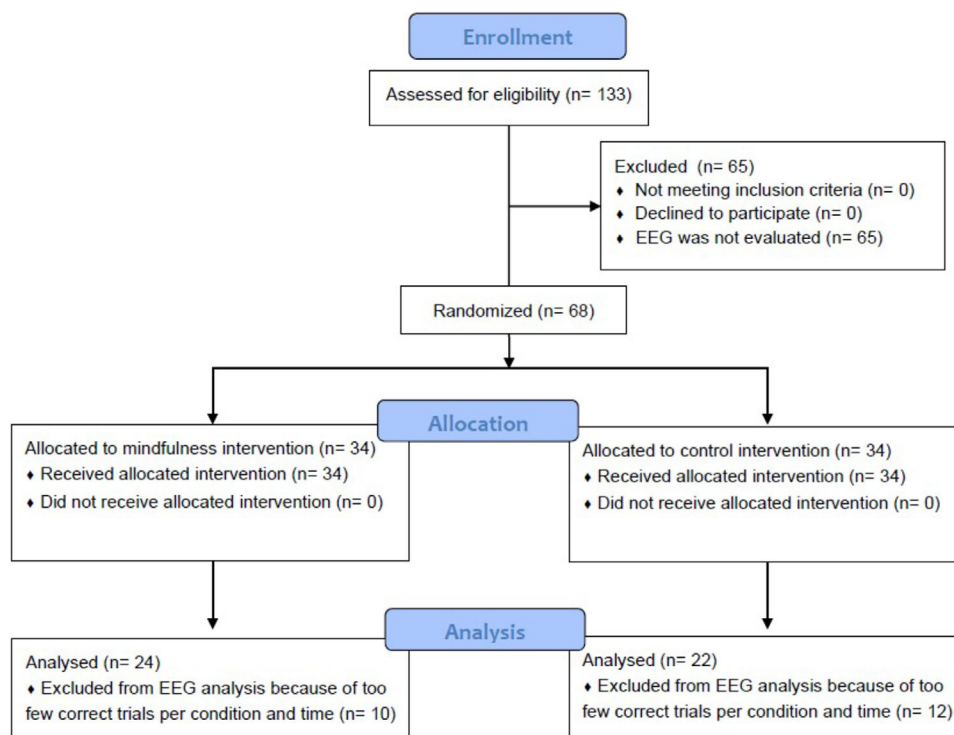 Enrollment
Assessed for eligibility (n= 133)
Excluded  (n= 65)
♦ Not meeting inclusion criteria (n= 0)
♦ Declined to participate (n= 0)
♦ EEG was not evaluated (n= 65)
Randomized (n= 68)
Allocation
Allocated to mindfulness intervention (n= 34)
♦ Received allocated intervention (n= 34)
♦ Did not receive allocated intervention (n= 0)
Allocated to control intervention (n= 34)
♦ Received allocated intervention (n= 34)
♦ Did not receive allocated intervention (n= 0)
Analysis
Analysed (n= 24)
♦ Excluded from EEG analysis because of too
few correct trials per condition and time (n= 10)
Analysed (n= 22)
♦ Excluded from EEG analysis because of too
few correct trials per condition and time (n= 12)